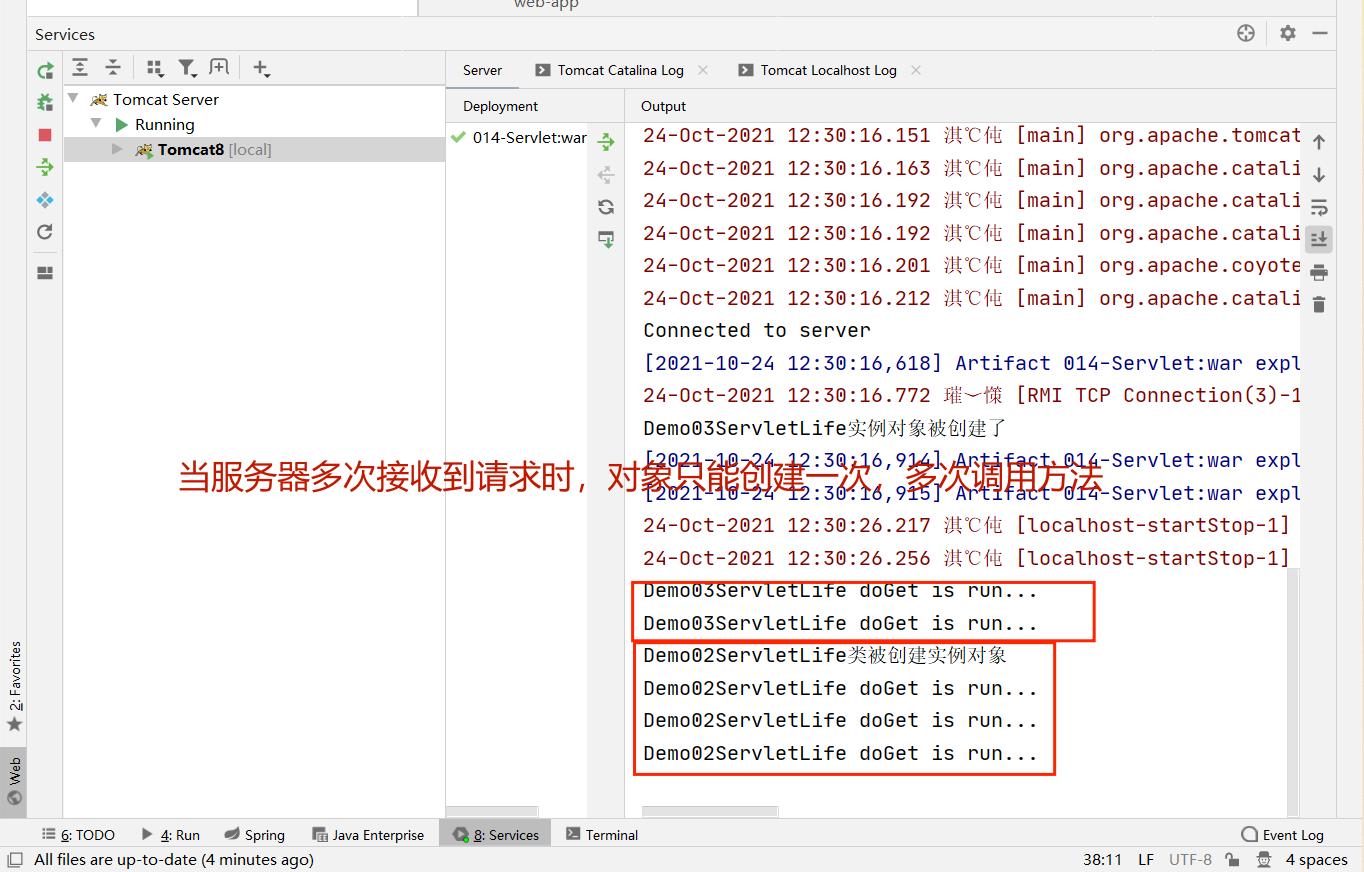 web-app
Services
Server
Tomcat Catalina Log
Tomcat Localhost Log
Tomcat Server
Running
Tomcat8 [local]
Deployment
Output
014-Servlet:war
24-Oct-2021 12:30:16.151 淇℃伅 [main] org.apache.tomcat
24-Oct-2021 12:30:16.163 淇℃伅 [main] org.apache.catali
24-Oct-2021 12:30:16.192 淇℃伅 [main] org.apache.catali
24-Oct-2021 12:30:16.192 淇℃伅 [main] org.apache.catali
24-Oct-2021 12:30:16.201 淇℃伅 [main] org.apache.coyote
24-Oct-2021 12:30:16.212 淇℃伅 [main] org.apache.catali
Connected to server
[2021-10-24 12:30:16,618] Artifact 014-Servlet:war expl
24-Oct-2021 12:30:16.772 璀﹀憡 [RMI TCP Connection(3)-1
Demo03ServletLife实例对象被创建了
[2021-10-24 12:30:16,914] Artifact 014-Servlet:war expl
当服务器多次接收到请求时，对象只能创建一次，多次调用方法
[2021-10-24 12:30:16,915] Artifact 014-Servlet:war expl
24-Oct-2021 12:30:26.217 淇℃伅 [localhost-startStop-1]
24-Oct-2021 12:30:26.256 淇℃伅 [localhost-startStop-1]
Demo03ServletLife doGet is run...
Demo03ServletLife doGet is run...
Demo02ServletLife类被创建实例对象
Demo02ServletLife doGet is run...
Demo02ServletLife doGet is run...
Demo02ServletLife doGet is run...
2: Favorites
Web
6: TODO
4: Run
Spring
Java Enterprise
8: Services
Terminal
Event Log
All files are up-to-date (4 minutes ago)
38:11
LF
UTF-8
4 spaces